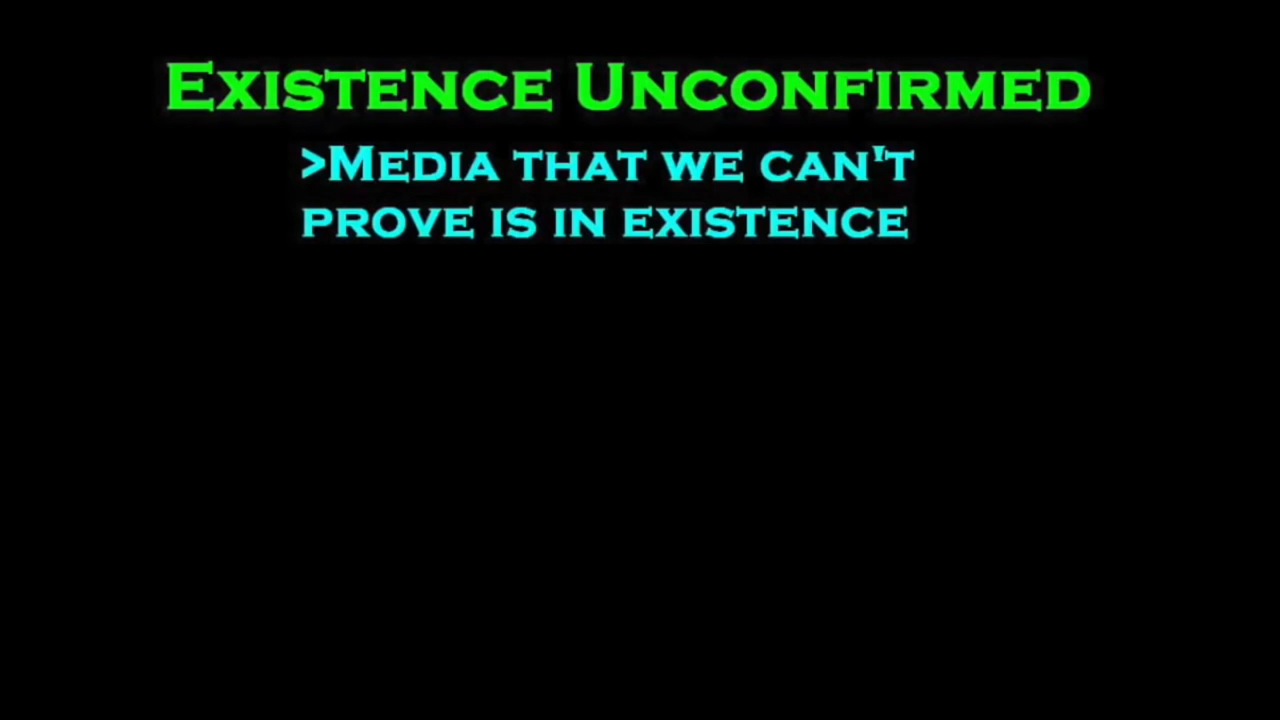 Existence Unconfirmed
>Media that we can't
prove is in existence